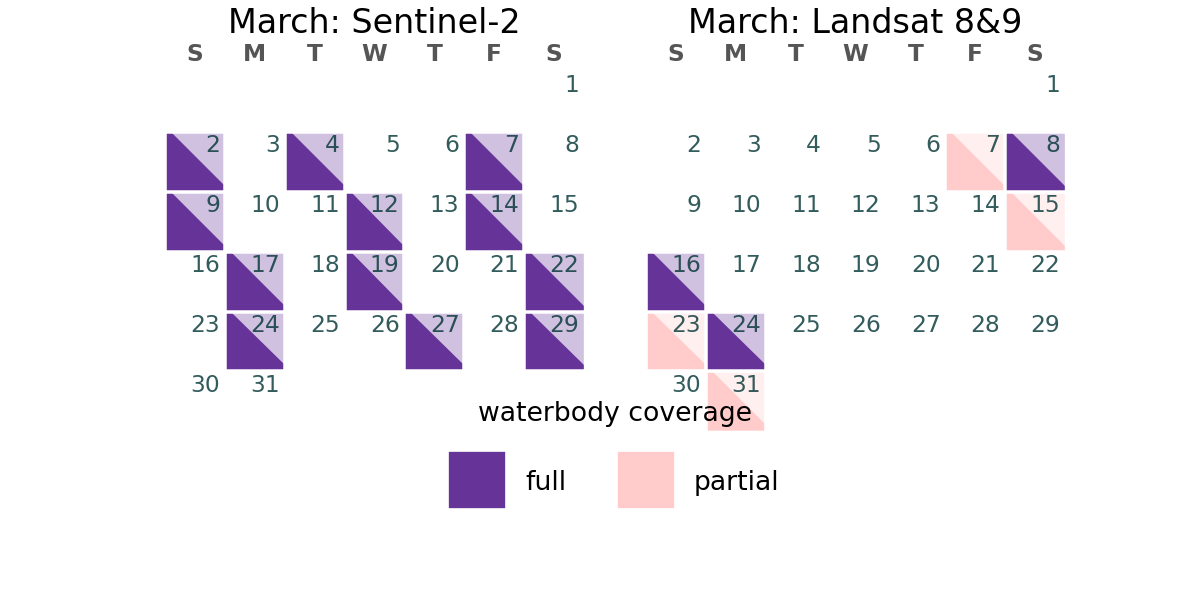 March: Sentinel-2
S M T W T F S
1
2 3 4 5 6 7 8
9 10 11 12 13 14 15
16 17 18 19 20 21 22
23 24 25 26 27 28 29
30 31
March: Landsat 8&9
S M T W T F S
1
2 3 4 5 6 7 8
9 10 11 12 13 14 15
16 17 18 19 20 21 22
23 24 25 26 27 28 29
30 31
waterbody coverage
full partial